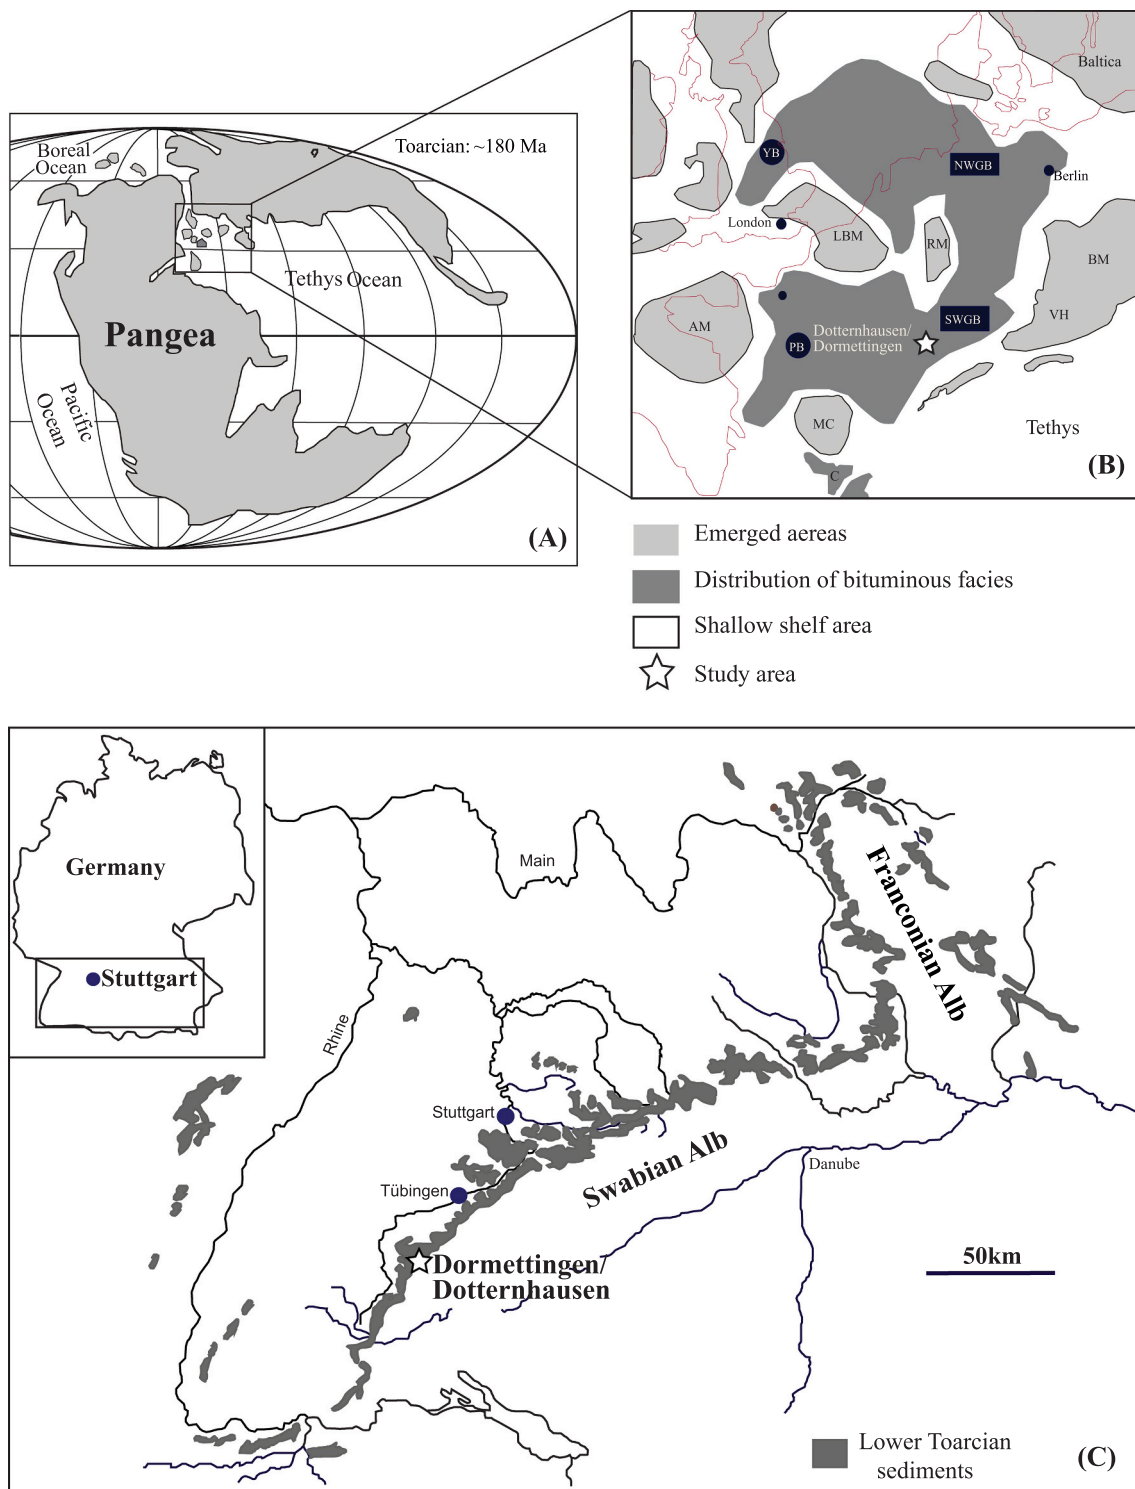 Boreal
Ocean
Toarcian: ~180 Ma
Tethys Ocean
Pangea
Pacific
Ocean
(A)
Baltica
YB
NWGB
Berlin
London
LBM
RM
BM
AM
SWGB
VH
PB
Dotternhausen/
Dormettingen
MC
Tethys
C
(B)
Emerged aereas
Distribution of bituminous facies
Shallow shelf area
Study area
Germany
Stuttgart
Main
Franconian Alb
Rhine
Stuttgart
Swabian Alb
Danube
Tübingen
Dormettingen/
Dotternhausen
50km
Lower Toarcian
sediments
(C)